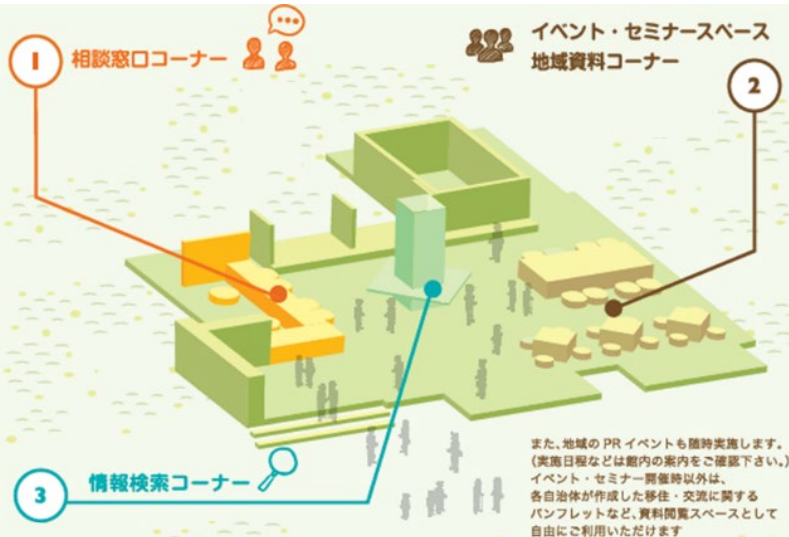 1
相談窓口コーナー
イベント・セミナースペース
地域資料コーナー
2
3
情報検索コーナー
また、地域の PR イベントも随時実施します。
(実施日程などは館内の案内をご確認下さい。)
イベント・セミナー開催時以外は、
各自治体が作成した移住・交流に関する
パンフレットなど、資料閲覧スペースとして
自由にご利用いただけます